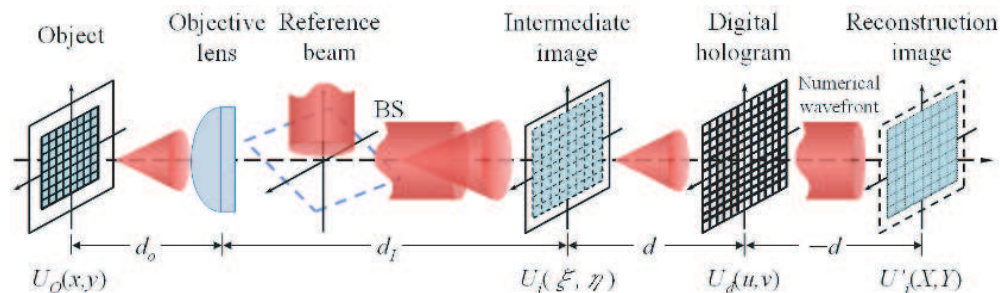 Object
Objective
lens
Reference
beam
BS
Intermediate
image
Digital
hologram
Numerical
wavefront
Reconstruction
image
d_o
d_I
d
−d
U_O(x,y)
U_i(ξ, η)
U_d(u,v)
U'_i(X,Y)